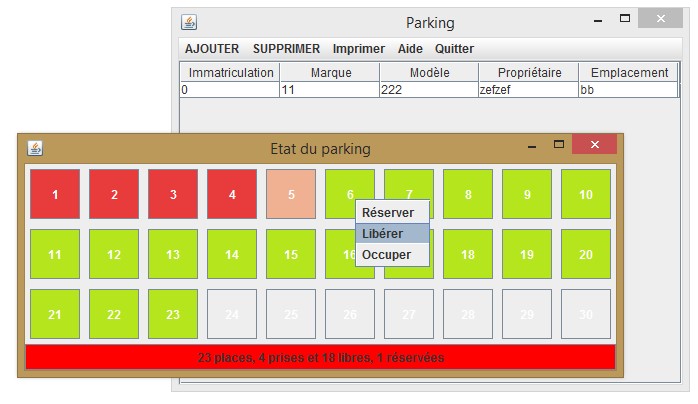 Parking
AJOUTER SUPPRIMER Imprimer Aide Quitter
Immatriculation Marque Modèle Propriétaire Emplacement
0 11 222 zefzef bb
Etat du parking
1 2 3 4 5 6 7 8 9 10
Réserver
Libérer
Occuper
11 12 13 14 15 16 18 19 20
21 22 23 24 25 26 27 28 29 30
23 places, 4 prises et 18 libres, 1 réservées